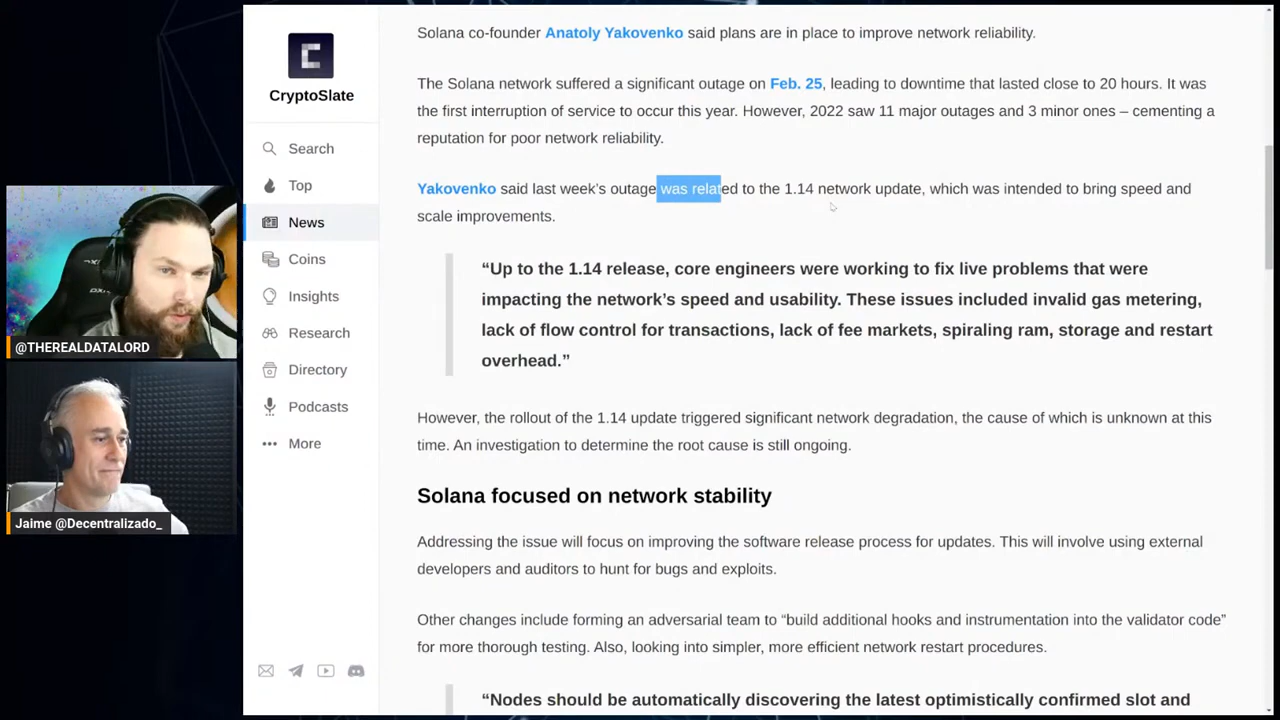 CryptoSlate
Search
Top
News
Coins
Insights
Research
Directory
Podcasts
More
@THEREALDATALORD
Jaime @Decentralizado_
Solana co-founder Anatoly Yakovenko said plans are in place to improve network reliability.
The Solana network suffered a significant outage on Feb. 25, leading to downtime that lasted close to 20 hours. It was
the first interruption of service to occur this year. However, 2022 saw 11 major outages and 3 minor ones – cementing a
reputation for poor network reliability.
Yakovenko said last week’s outage was related to the 1.14 network update, which was intended to bring speed and
scale improvements.
“Up to the 1.14 release, core engineers were working to fix live problems that were
impacting the network’s speed and usability. These issues included invalid gas metering,
lack of flow control for transactions, lack of fee markets, spiraling ram, storage and restart
overhead.”
However, the rollout of the 1.14 update triggered significant network degradation, the cause of which is unknown at this
time. An investigation to determine the root cause is still ongoing.
Solana focused on network stability
Addressing the issue will focus on improving the software release process for updates. This will involve using external
developers and auditors to hunt for bugs and exploits.
Other changes include forming an adversarial team to “build additional hooks and instrumentation into the validator code”
for more thorough testing. Also, looking into simpler, more efficient network restart procedures.
“Nodes should be automatically discovering the latest optimistically confirmed slot and